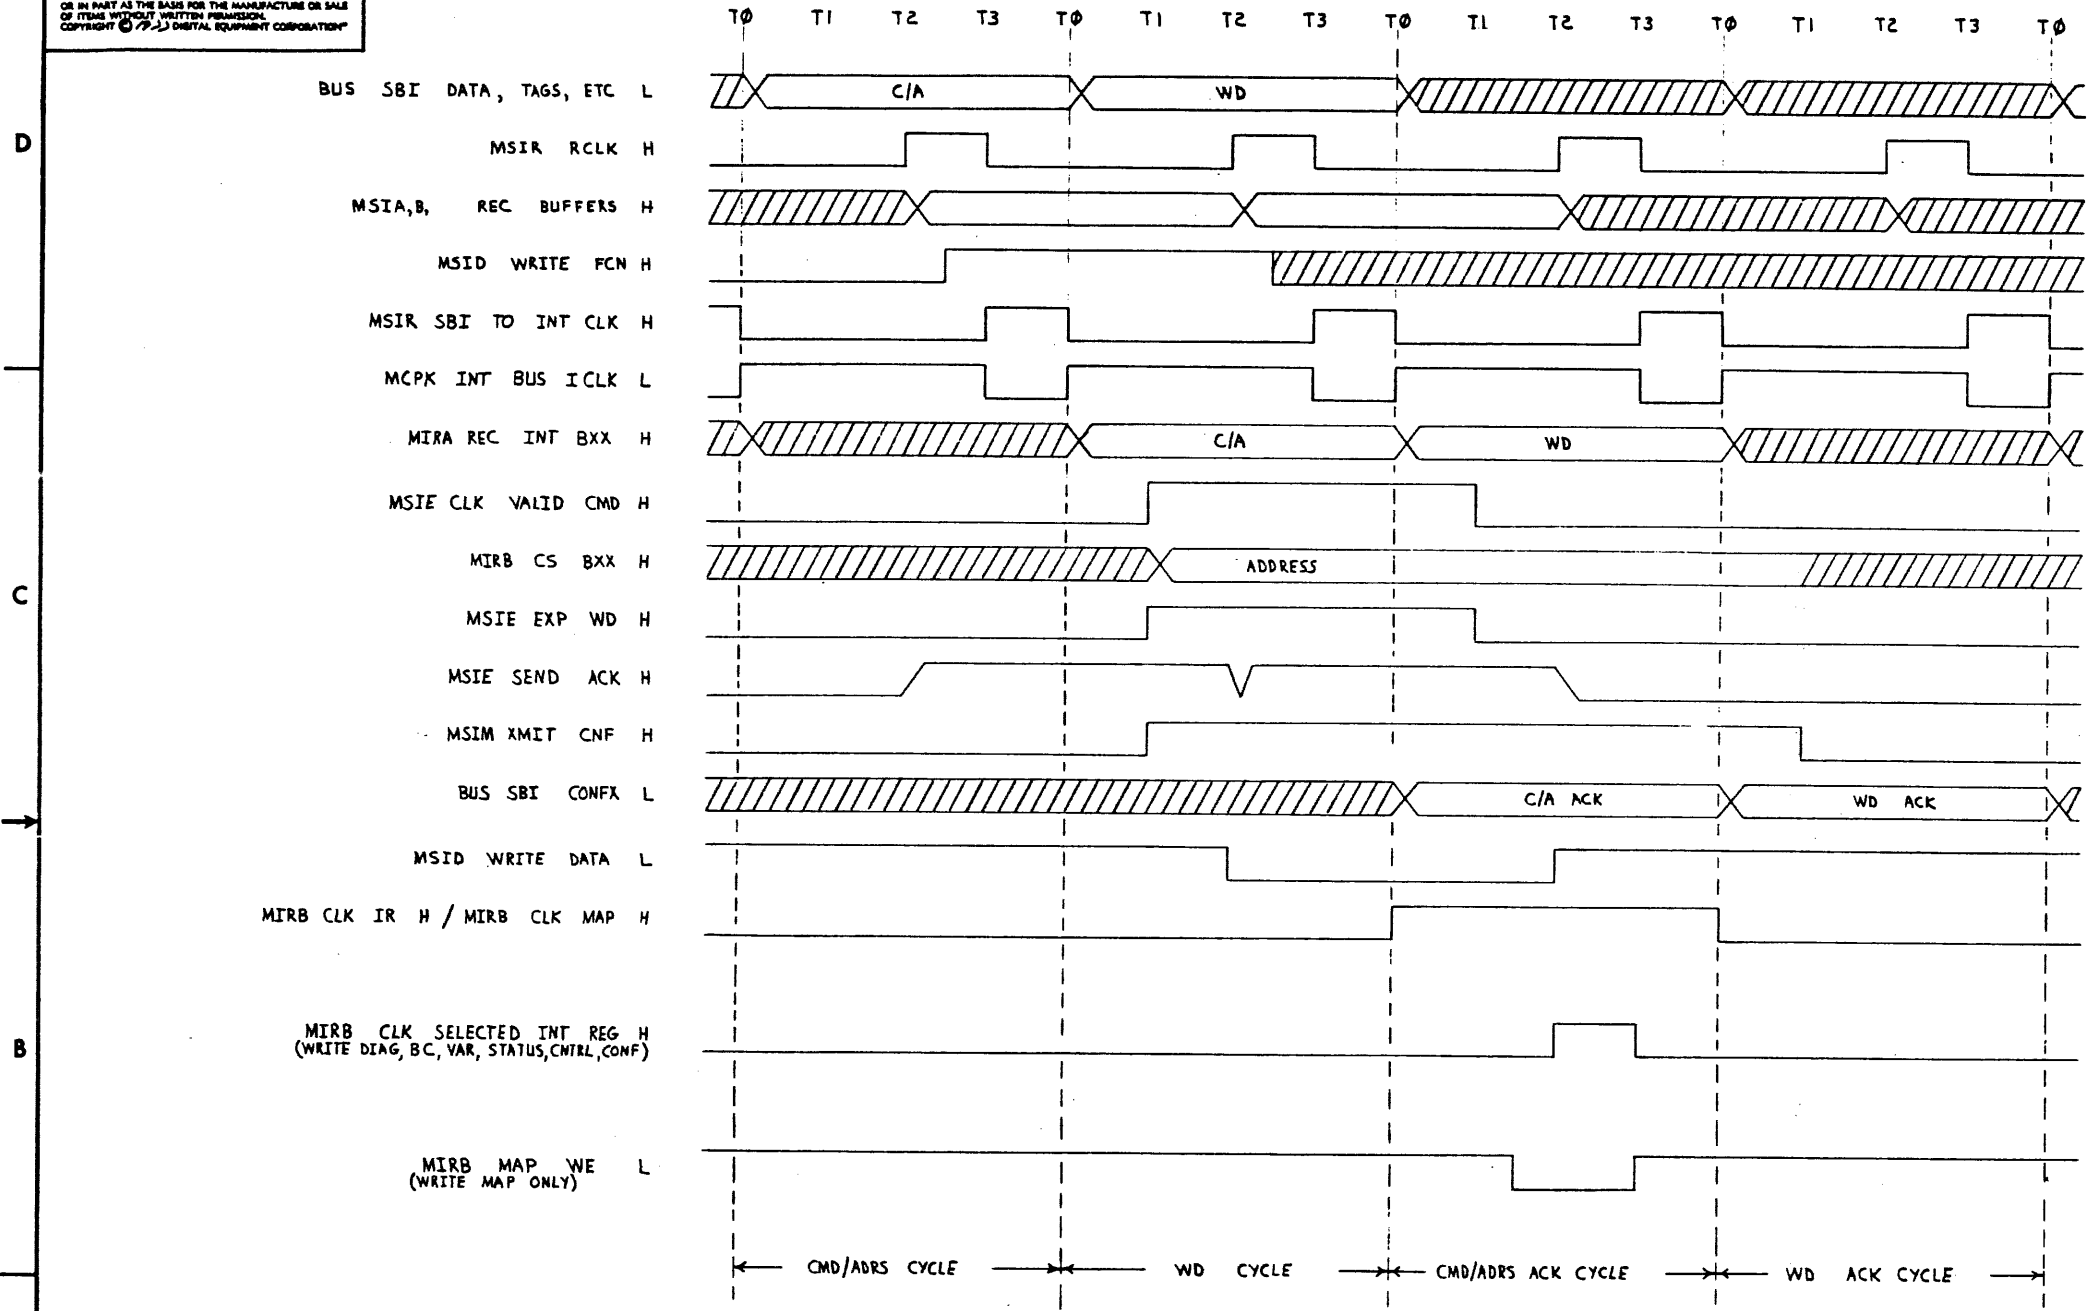 OR IN PART AS THE BASIS FOR THE MANUFACTURE OR SALE
OF ITEMS WITHOUT WRITTEN PERMISSION.
COPYRIGHT © DIGITAL EQUIPMENT CORPORATION"
TØ T1 T2 T3 TØ T1 T2 T3 TØ T1 T2 T3 TØ T1 T2 T3 TØ
BUS SBI DATA, TAGS, ETC L C/A WD
D
MSIR RCLK H
MSIA,B, REC BUFFERS H
MSID WRITE FCN H
MSIR SBI TO INT CLK H
MCPK INT BUS ICLK L
MIRA REC INT BXX H C/A WD
MSIE CLK VALID CMD H
MIRB CS BXX H ADDRESS
C
MSIE EXP WD H
MSIE SEND ACK H
MSIM XMIT CNF H
BUS SBI CONFX L C/A ACK WD ACK
MSID WRITE DATA L
MIRB CLK IR H / MIRB CLK MAP H
MIRB CLK SELECTED INT REG H
(WRITE DIAG, BC, VAR, STATUS, CNTRL, CONF)
B
MIRB MAP WE L
(WRITE MAP ONLY)
CMD/ADRS CYCLE WD CYCLE CMD/ADRS ACK CYCLE WD ACK CYCLE